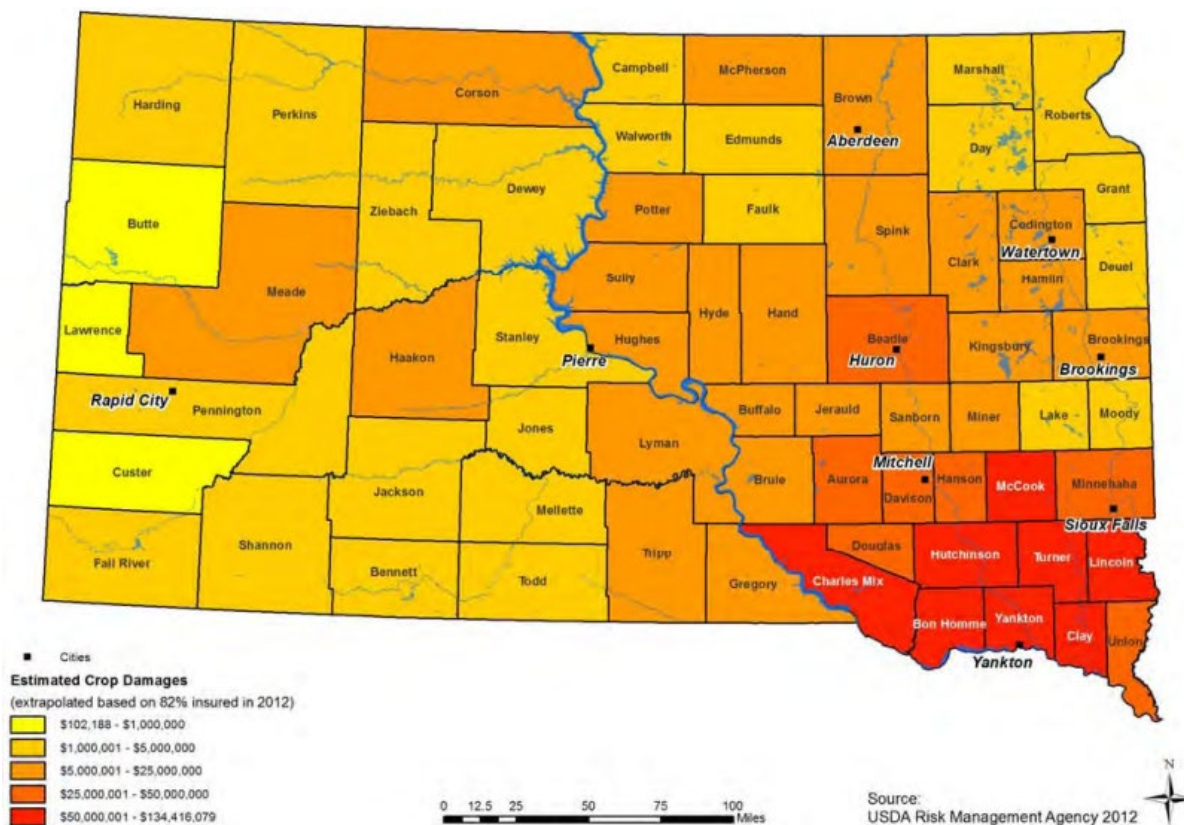 Campbell
McPherson
Marshall
Harding
Corson
Brown
Perkins
Roberts
Walworth
Edmunds
Aberdeen
Day
Dewey
Grant
Butte
Ziebach
Potter
Faulk
Codington
Spink
Watertown
Clark
Deuel
Meade
Sully
Hamlin
Hyde
Hand
Lawrence
Stanley
Hughes
Beadle
Kingsbury
Brookings
Haakon
Pierre
Huron
Brookings
Rapid City
Pennington
Buffalo
Jerauld
Sanborn
Miner
Lake
Moody
Jones
Lyman
Custer
Mitchell
Jackson
Brule
Aurora
Davison
Hanson
McCook
Minnehaha
Mellette
Sioux Falls
Shannon
Tripp
Douglas
Hutchinson
Turner
Lincoln
Fall River
Bennett
Todd
Gregory
Charles Mix
Bon Homme
Yankton
Clay
Union
Yankton
Cities
Estimated Crop Damages
(extrapolated based on 82% insured in 2012)
$102,188 - $1,000,000
$1,000,001 - $5,000,000
$5,000,001 - $25,000,000
$25,000,001 - $50,000,000
$50,000,001 - $134,416,079
0 12.5 25 50 75 100
Miles
N
Source:
USDA Risk Management Agency 2012